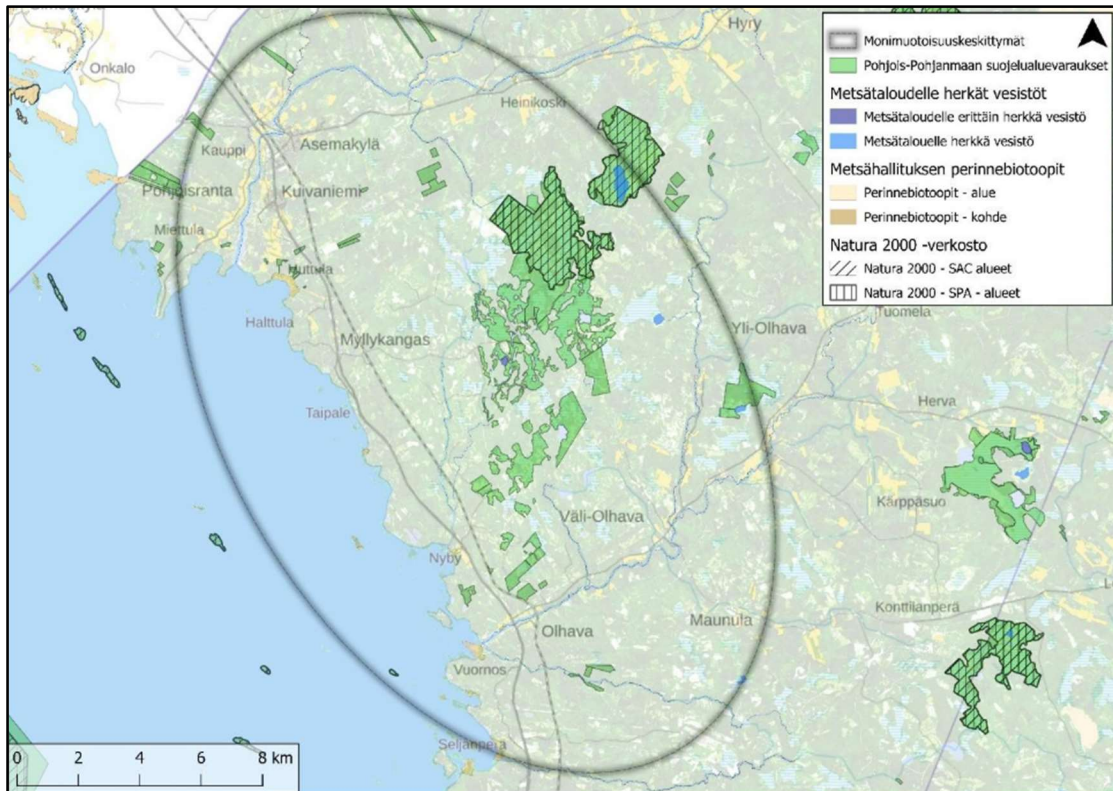 Onkalo
Hyry
Heinikoski
Kauppi
Asemakylä
Pohjoisranta
Kuivaniemi
Miettula
Huttula
Halttula
Myllykangas
Yli-Olhava
Tuomela
Taipale
Herva
Kärppäsuo
Väli-Olhava
Nyby
Konttilanperä
Olhava
Maunula
Vuornos
Seljänperä
0 2 4 6 8 km
Monimuotoisuuskeskittymät
Pohjois-Pohjanmaan suojelualuevaraukset
Metsätaloudelle herkät vesistöt
Metsätaloudelle erittäin herkkä vesistö
Metsätalouelle herkkä vesistö
Metsähallituksen perinnebiotoopit
Perinnebiotoopit - alue
Perinnebiotoopit - kohde
Natura 2000 -verkosto
Natura 2000 - SAC alueet
Natura 2000 - SPA - alueet